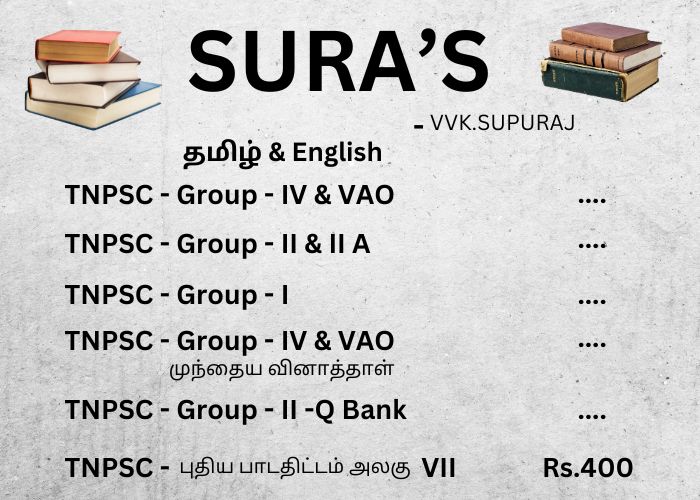 SURA’S
- VVK.SUPURAJ
தமிழ் & English
TNPSC - Group - IV & VAO ....
TNPSC - Group - II & II A ....
TNPSC - Group - I ....
TNPSC - Group - IV & VAO ....
முந்தைய வினாத்தாள்
TNPSC - Group - II -Q Bank ....
TNPSC - புதிய பாடதிட்டம் அலகு VII Rs.400